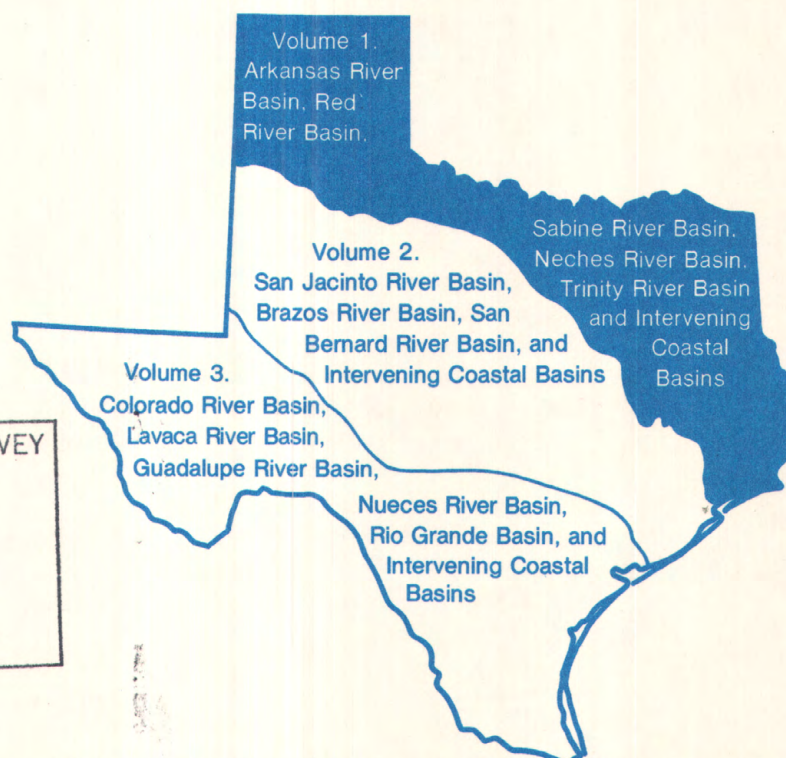 Volume 1.
Arkansas River
Basin, Red
River Basin.
Sabine River Basin.
Neches River Basin.
Trinity River Basin
and Intervening
Coastal
Basins
Volume 2.
San Jacinto River Basin,
Brazos River Basin, San
Bernard River Basin, and
Intervening Coastal Basins
Volume 3.
Colorado River Basin,
Lavaca River Basin,
Guadalupe River Basin,
Nueces River Basin,
Rio Grande Basin, and
Intervening Coastal
Basins
VEY